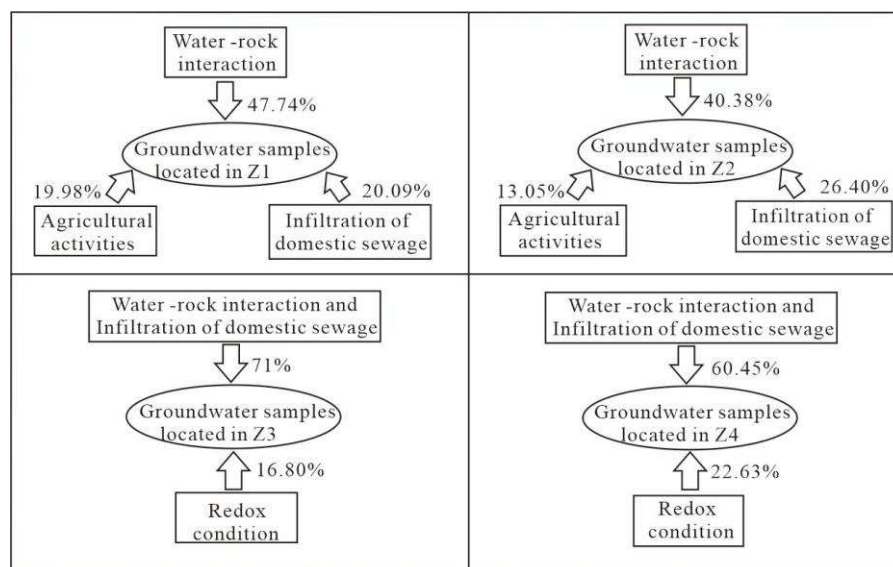 Water -rock
interaction
47.74%
Groundwater samples
located in Z1
19.98%
20.09%
Agricultural
activities
Infiltration of
domestic sewage
Water -rock
interaction
40.38%
Groundwater samples
located in Z2
13.05%
26.40%
Agricultural
activities
Infiltration of
domestic sewage
Water -rock interaction and
Infiltration of domestic sewage
71%
Groundwater samples
located in Z3
16.80%
Redox
condition
Water -rock interaction and
Infiltration of domestic sewage
60.45%
Groundwater samples
located in Z4
22.63%
Redox
condition